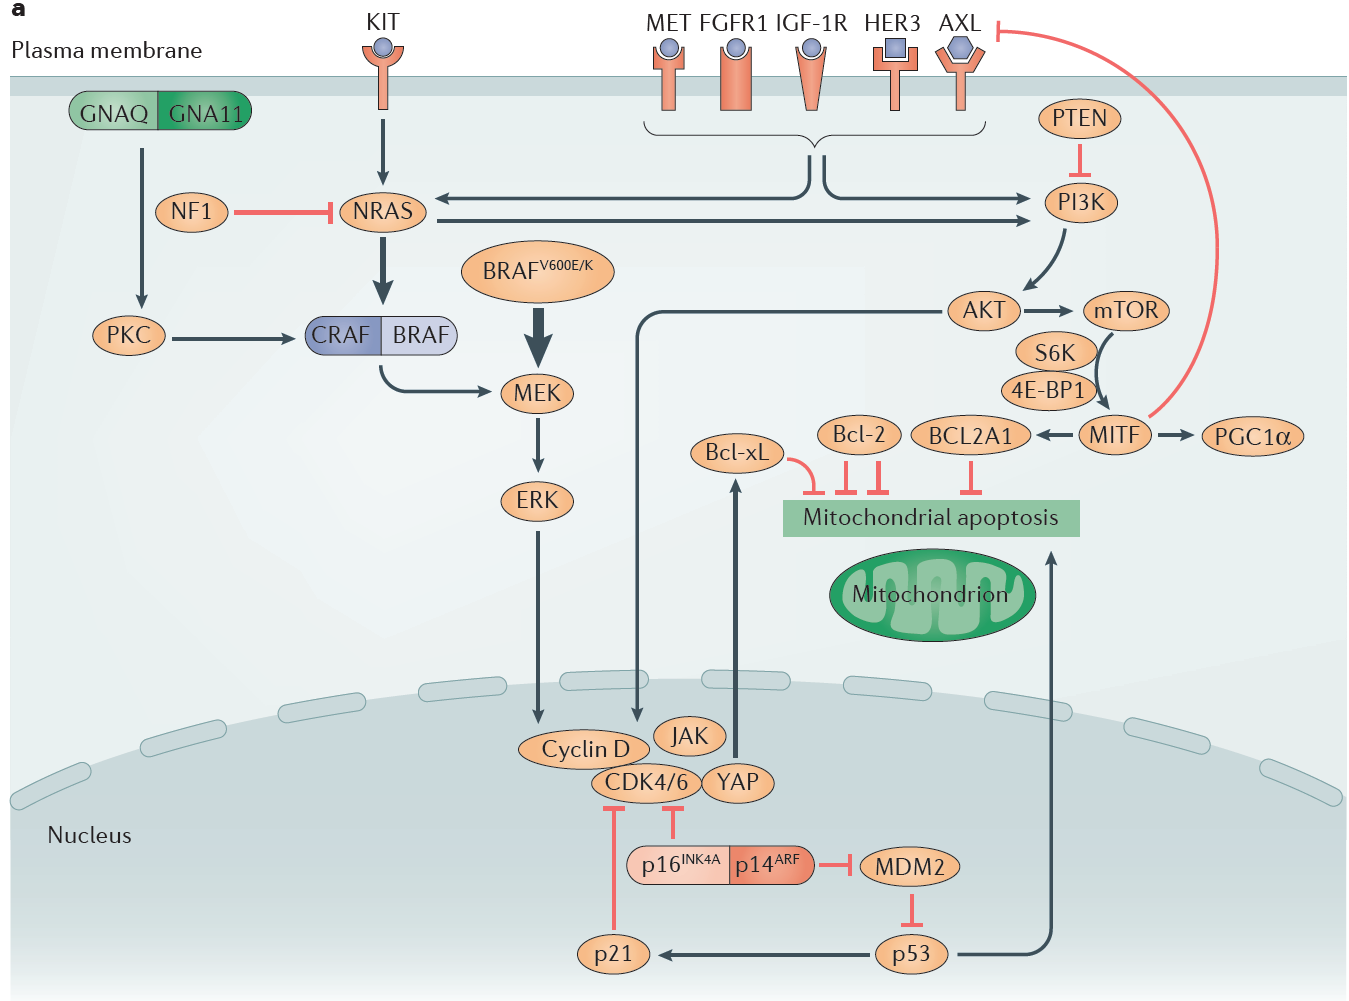 a
KIT
MET FGFR1 IGF-1R HER3 AXL
Plasma membrane
GNAQ GNA11
PTEN
NF1
NRAS
PI3K
BRAFV600E/K
AKT
mTOR
PKC
CRAF BRAF
S6K
MEK
4E-BP1
Bcl-xL
Bcl-2
BCL2A1
MITF
PGC1α
ERK
Mitochondrial apoptosis
Mitochondrion
Cyclin D
JAK
CDK4/6
YAP
Nucleus
p16INK4A p14ARF
MDM2
p21
p53